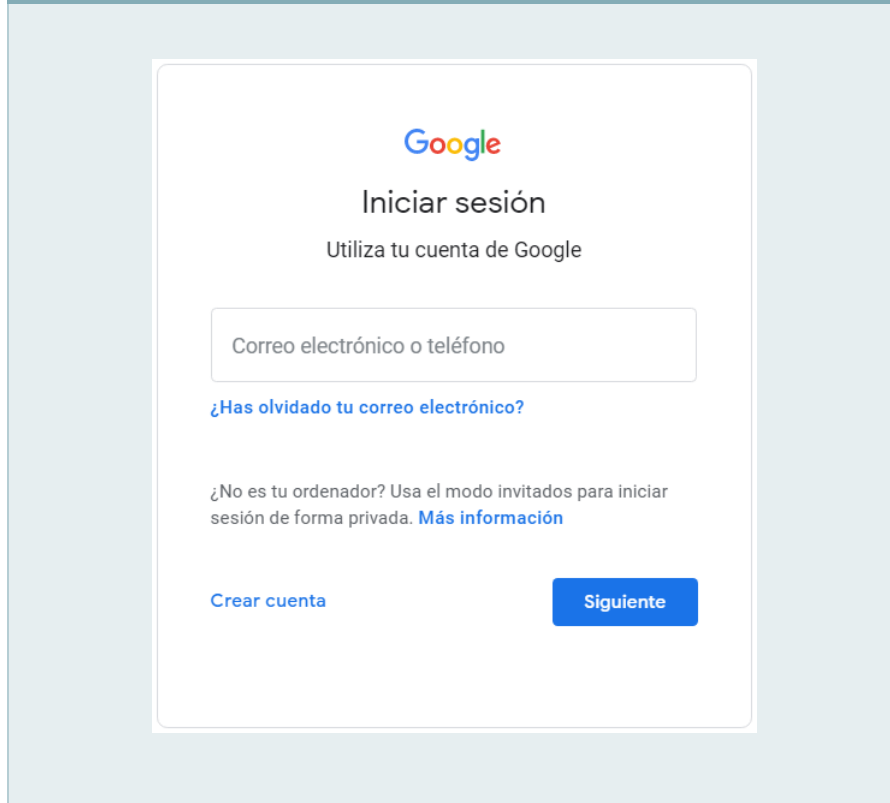 Google
Iniciar sesión
Utiliza tu cuenta de Google
Correo electrónico o teléfono
¿Has olvidado tu correo electrónico?
¿No es tu ordenador? Usa el modo invitados para iniciar
sesión de forma privada. Más información
Crear cuenta Siguiente